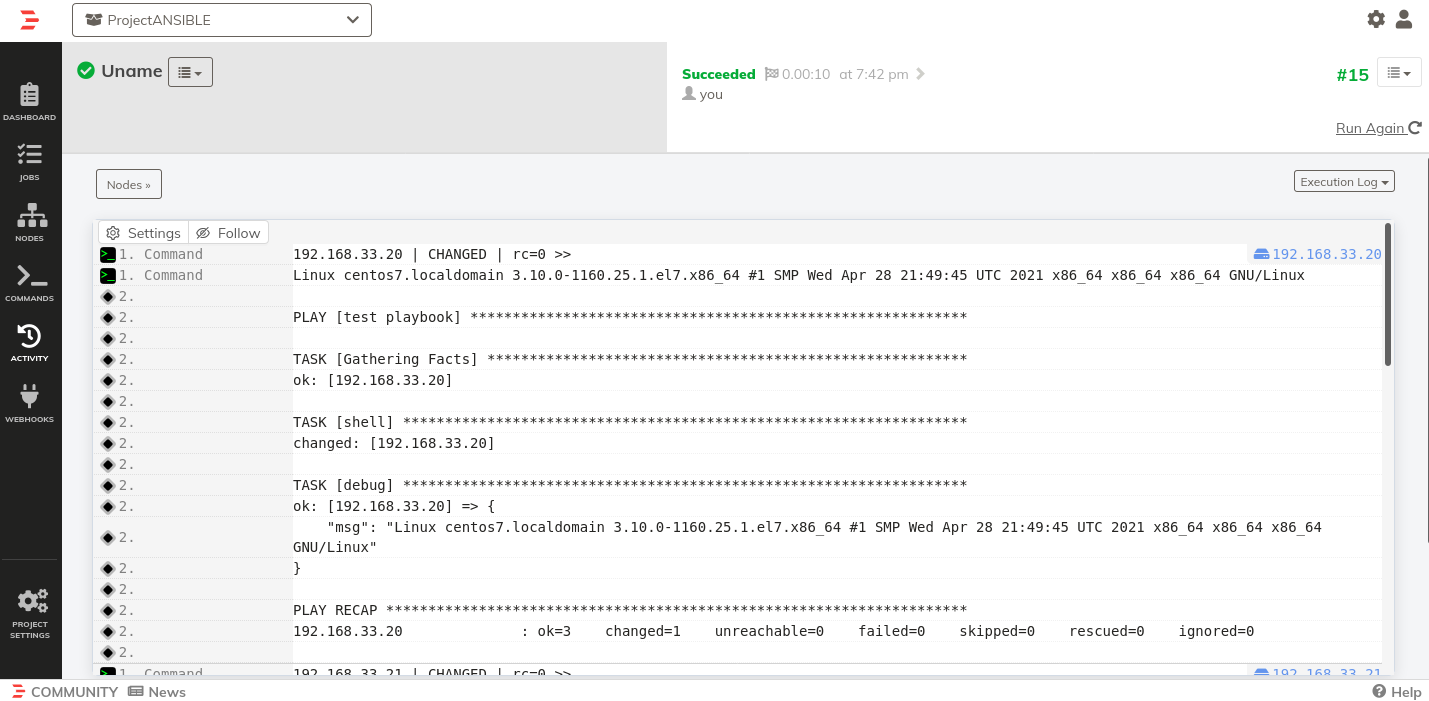 ProjectANSIBLE
Uname
Succeeded 0.00:10 at 7:42 pm
you
#15
Run Again
DASHBOARD
JOBS
NODES
COMMANDS
ACTIVITY
WEBHOOKS
PROJECT
SETTINGS
Nodes »
Execution Log
Settings Follow
1. Command 192.168.33.20 | CHANGED | rc=0 >> 192.168.33.20
1. Command Linux centos7.localdomain 3.10.0-1160.25.1.el7.x86_64 #1 SMP Wed Apr 28 21:49:45 UTC 2021 x86_64 x86_64 x86_64 GNU/Linux
2.
2. PLAY [test playbook] ***********************************************************
2.
2. TASK [Gathering Facts] *********************************************************
2. ok: [192.168.33.20]
2.
2. TASK [shell] *******************************************************************
2. changed: [192.168.33.20]
2.
2. TASK [debug] *******************************************************************
2. ok: [192.168.33.20] => {
2. "msg": "Linux centos7.localdomain 3.10.0-1160.25.1.el7.x86_64 #1 SMP Wed Apr 28 21:49:45 UTC 2021 x86_64 x86_64 x86_64
GNU/Linux"
2. }
2.
2. PLAY RECAP *********************************************************************
2. 192.168.33.20 : ok=3 changed=1 unreachable=0 failed=0 skipped=0 rescued=0 ignored=0
2.
1. Command 192.168.33.21 | CHANGED | rc=0 >> 192.168.33.21
COMMUNITY News
Help